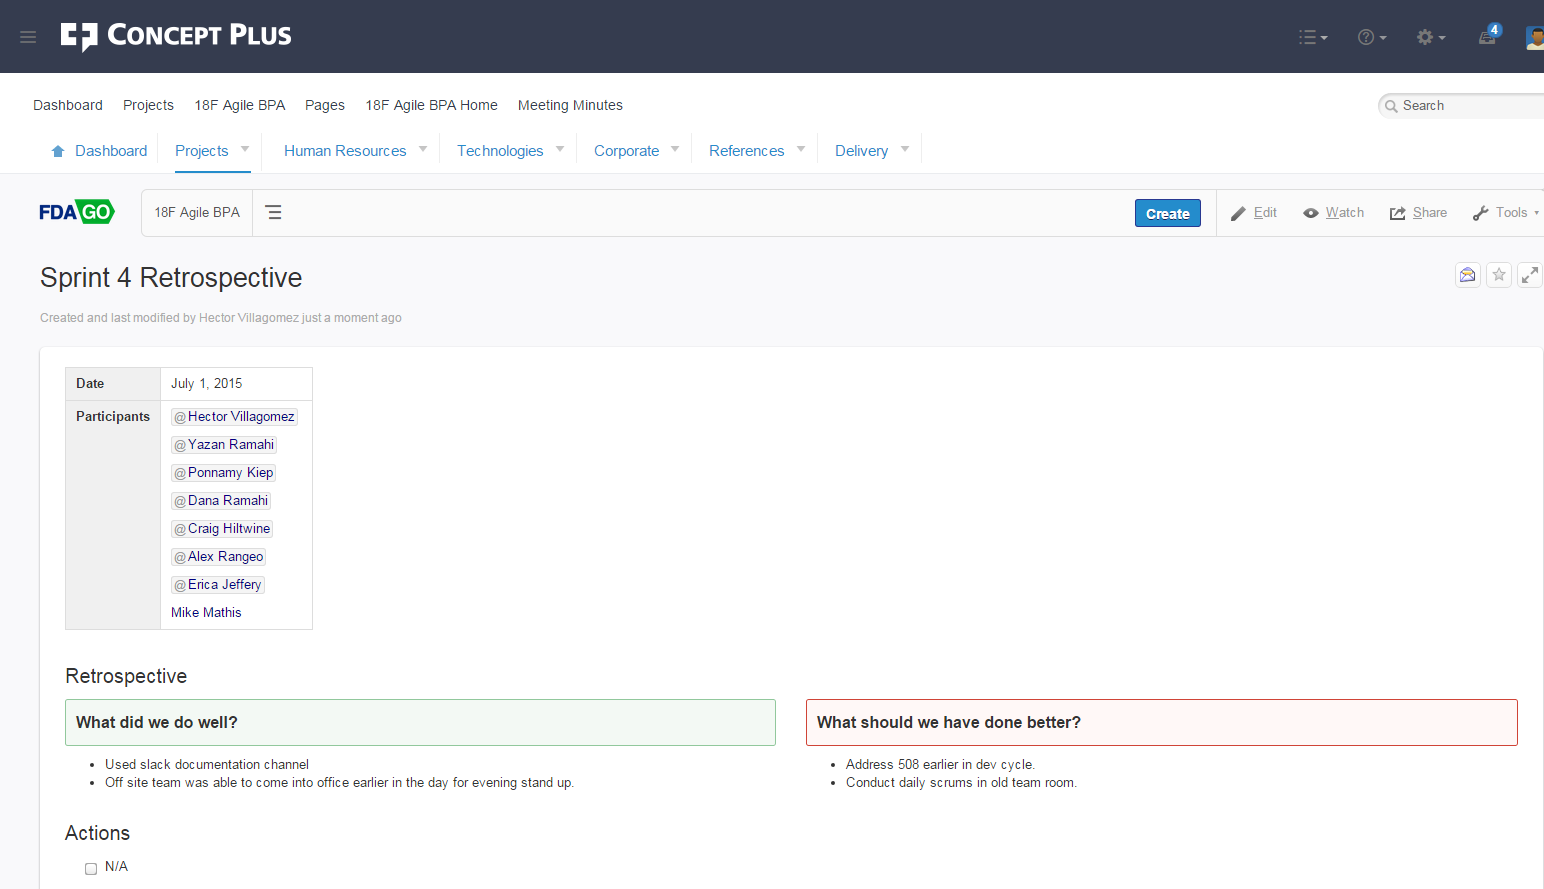 CONCEPT PLUS
4
Dashboard Projects 18F Agile BPA Pages 18F Agile BPA Home Meeting Minutes
Search
Dashboard Projects Human Resources Technologies Corporate References Delivery
FDA GO
18F Agile BPA
Create Edit Watch Share Tools
Sprint 4 Retrospective
Created and last modified by Hector Villagomez just a moment ago
Date July 1, 2015
Participants @Hector Villagomez
@Yazan Ramahi
@Ponnamy Kiep
@Dana Ramahi
@Craig Hiltwine
@Alex Rangeo
@Erica Jeffery
Mike Mathis
Retrospective
What did we do well?
• Used slack documentation channel
• Off site team was able to come into office earlier in the day for evening stand up.
What should we have done better?
• Address 508 earlier in dev cycle.
• Conduct daily scrums in old team room.
Actions
N/A